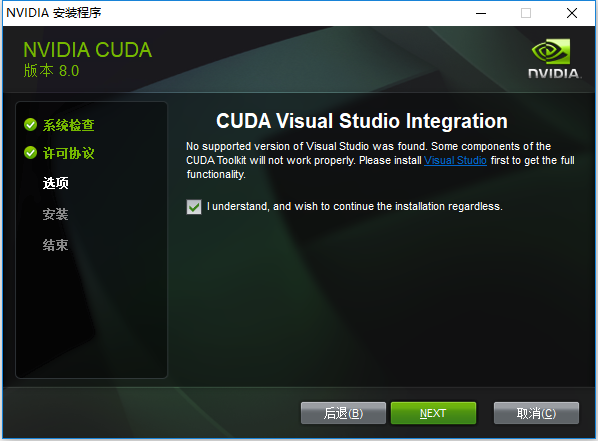 NVIDIA 安装程序
NVIDIA CUDA
版本 8.0
NVIDIA
系统检查
许可协议
选项
安装
结束
CUDA Visual Studio Integration
No supported version of Visual Studio was found. Some components of the
CUDA Toolkit will not work properly. Please install Visual Studio first to get the full
functionality.
I understand, and wish to continue the installation regardless.
后退(B)
NEXT
取消(C)